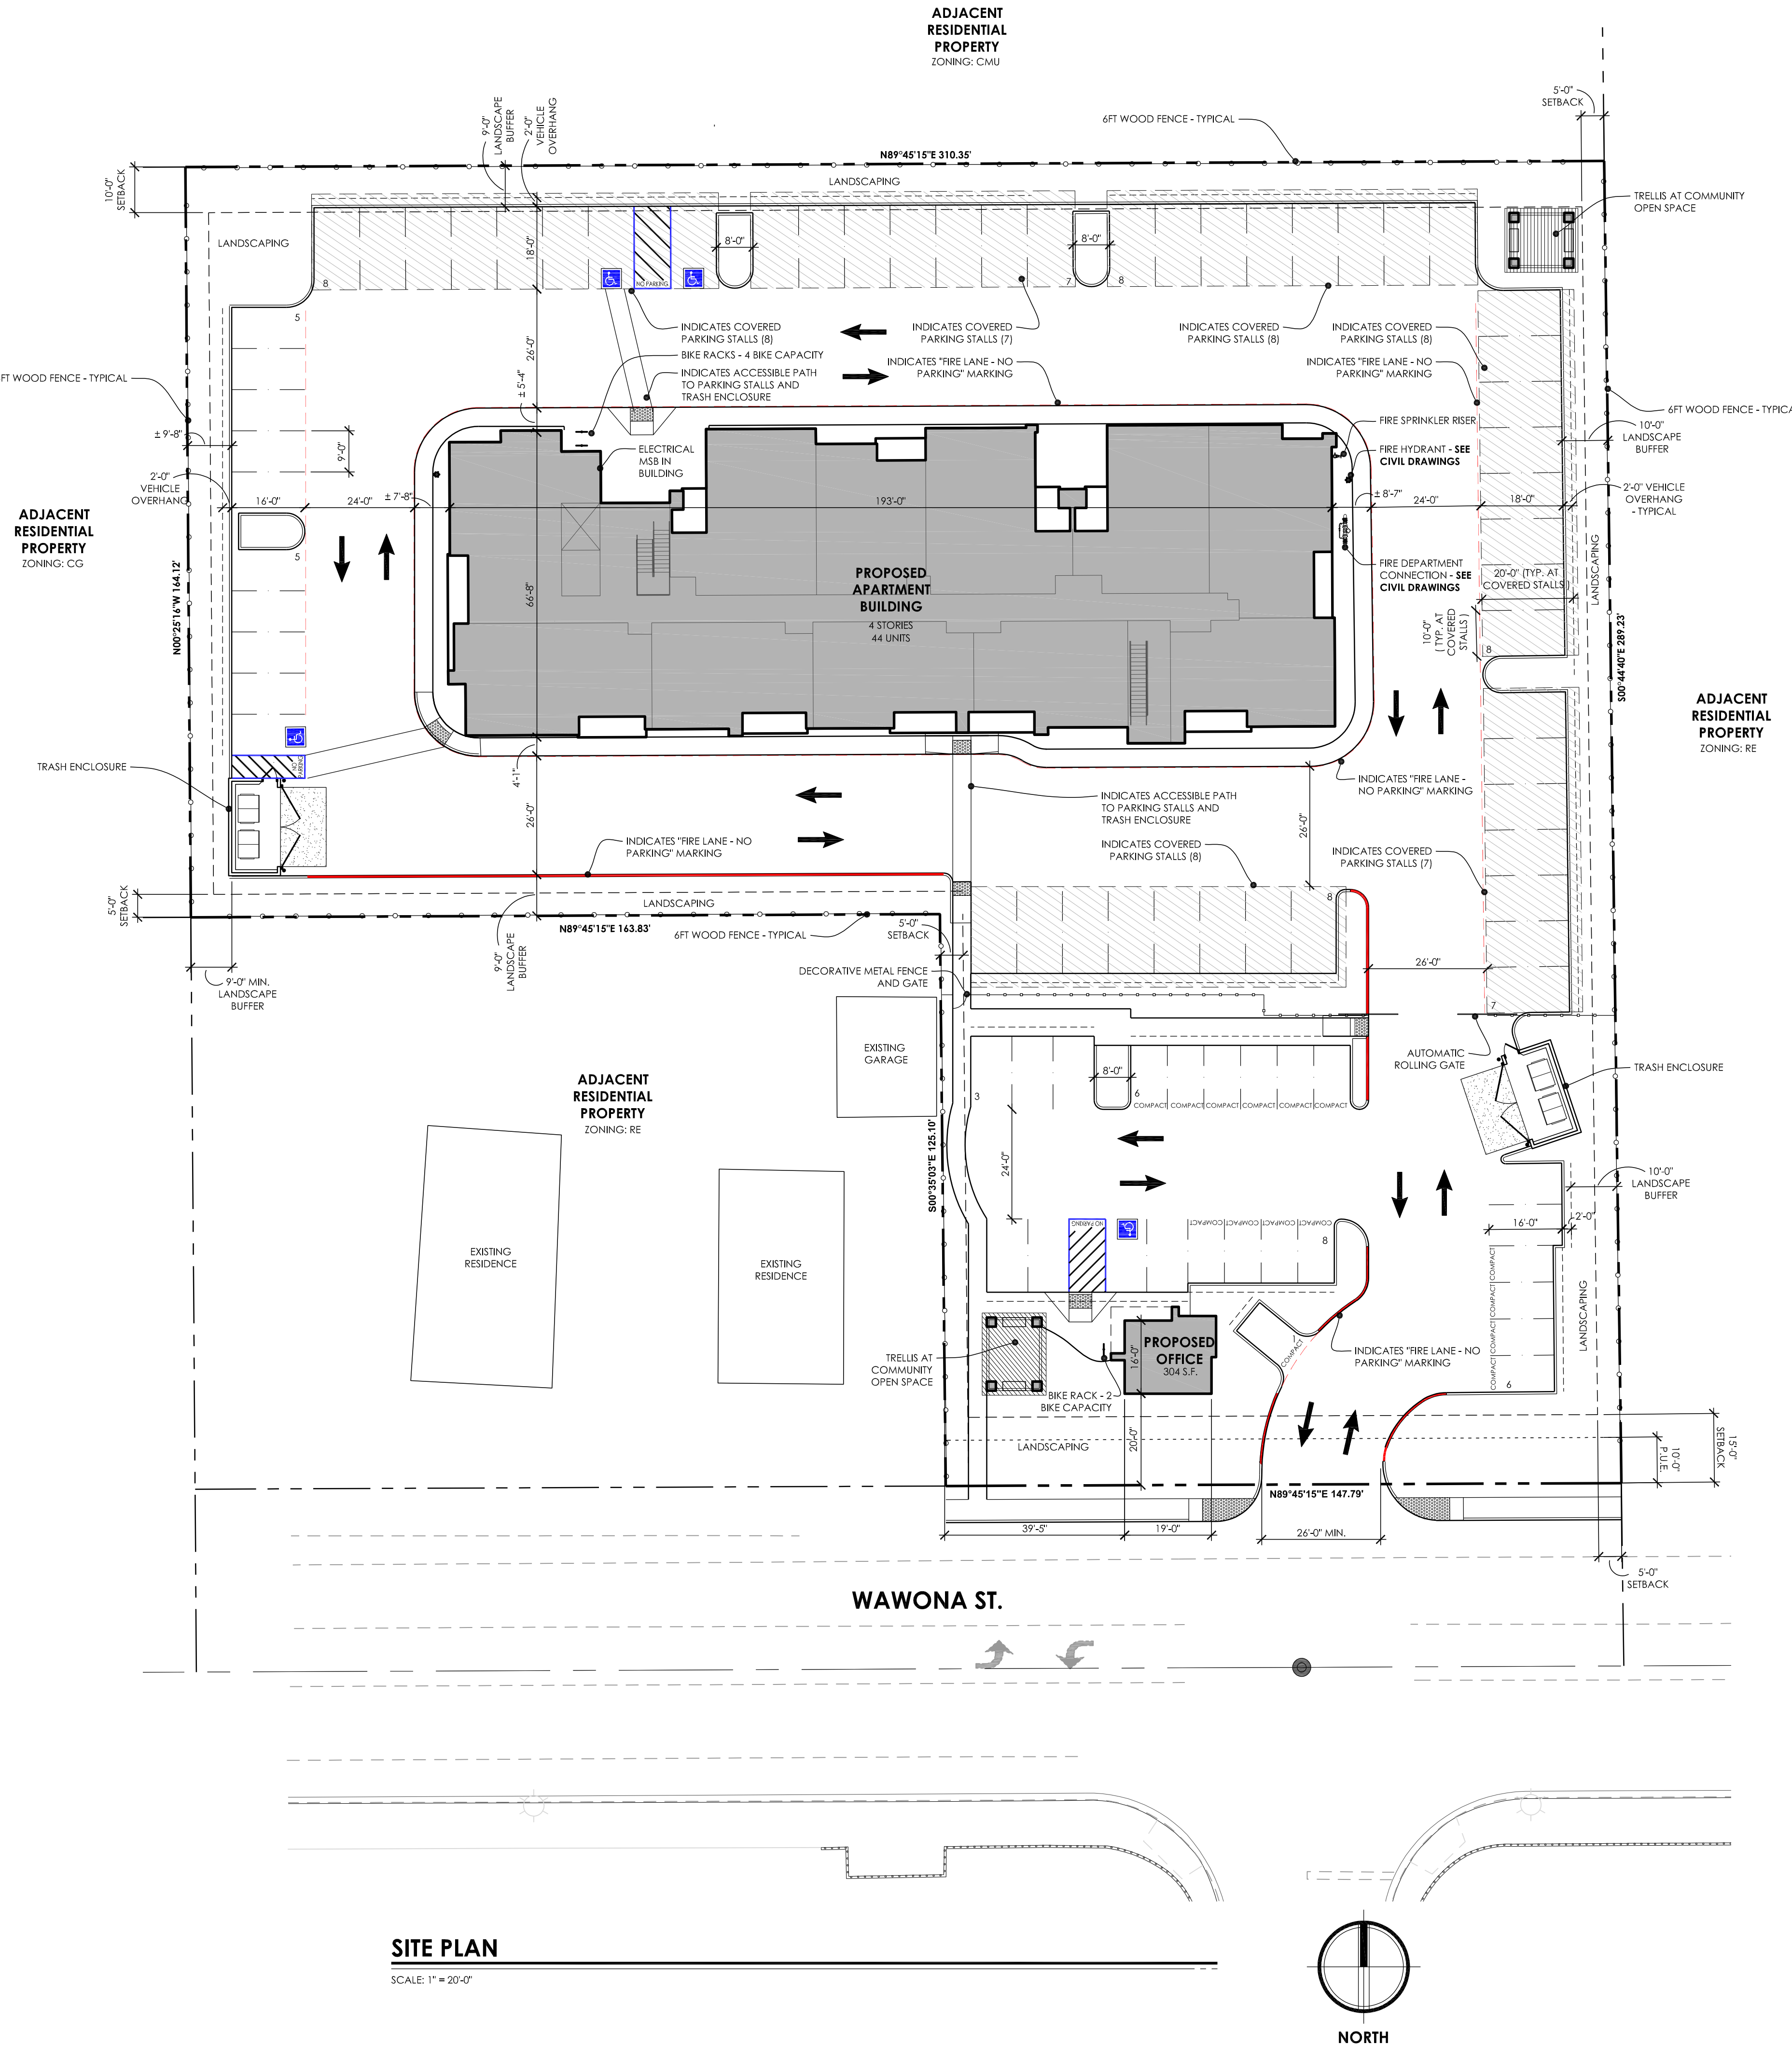 ADJACENT
RESIDENTIAL
PROPERTY
ZONING: CMU
5'-0"
SETBACK
9'-0"
LANDSCAPE
BUFFER
2'-0"
VEHICLE
OVERHANG
6FT WOOD FENCE - TYPICAL
N89°45'15"E 310.35'
10'-0"
SETBACK
LANDSCAPING
TRELLIS AT COMMUNITY
OPEN SPACE
LANDSCAPING
18'-0"
8'-0"
8'-0"
8
NO PARKING
7
8
5
INDICATES COVERED
PARKING STALLS (8)
INDICATES COVERED
PARKING STALLS (7)
INDICATES COVERED
PARKING STALLS (8)
INDICATES COVERED
PARKING STALLS (8)
26'-0"
BIKE RACKS - 4 BIKE CAPACITY
INDICATES ACCESSIBLE PATH
TO PARKING STALLS AND
TRASH ENCLOSURE
INDICATES "FIRE LANE - NO
PARKING" MARKING
INDICATES "FIRE LANE - NO
PARKING" MARKING
FT WOOD FENCE - TYPICAL
± 5'-4"
6FT WOOD FENCE - TYPICA
± 9'-8"
9'-0"
ELECTRICAL
MSB IN
BUILDING
FIRE SPRINKLER RISER
FIRE HYDRANT - SEE
CIVIL DRAWINGS
10'-0"
LANDSCAPE
BUFFER
2'-0"
VEHICLE
OVERHANG
16'-0"
24'-0"
± 7'-8"
193'-0"
± 8'-7"
24'-0"
18'-0"
2'-0" VEHICLE
OVERHANG
- TYPICAL
ADJACENT
RESIDENTIAL
PROPERTY
ZONING: CG
5
N00°25'16"W 164.12'
66'-8"
PROPOSED
APARTMENT
BUILDING
4 STORIES
44 UNITS
FIRE DEPARTMENT
CONNECTION - SEE
CIVIL DRAWINGS
20'-0" (TYP. AT
COVERED STALLS )
LANDSCAPING
10'-0"
( TYP. AT
COVERED
STALLS )
8
S00°44'40"E 289.23'
ADJACENT
RESIDENTIAL
PROPERTY
ZONING: RE
TRASH ENCLOSURE
NO
PARKING
4'-1"
26'-0"
INDICATES "FIRE LANE -
NO PARKING" MARKING
INDICATES ACCESSIBLE PATH
TO PARKING STALLS AND
TRASH ENCLOSURE
26'-0"
INDICATES "FIRE LANE - NO
PARKING" MARKING
INDICATES COVERED
PARKING STALLS (8)
INDICATES COVERED
PARKING STALLS (7)
5'-0"
SETBACK
LANDSCAPING
8
N89°45'15"E 163.83'
6FT WOOD FENCE - TYPICAL
5'-0"
SETBACK
9'-0"
LANDSCAPE
BUFFER
9'-0" MIN.
LANDSCAPE
BUFFER
DECORATIVE METAL FENCE
AND GATE
26'-0"
7
EXISTING
GARAGE
AUTOMATIC
ROLLING GATE
TRASH ENCLOSURE
ADJACENT
RESIDENTIAL
PROPERTY
ZONING: RE
8'-0"
3
6
COMPACT COMPACT COMPACT COMPACT COMPACT COMPACT
S00°35'03"E 125.10'
24'-0"
10'-0"
LANDSCAPE
BUFFER
NO PARKING
COMPACT COMPACT COMPACT COMPACT
8
16'-0"
2'-0"
EXISTING
RESIDENCE
EXISTING
RESIDENCE
COMPACT COMPACT COMPACT COMPACT
LANDSCAPING
PROPOSED
OFFICE
304 S.F.
16'-0"
COMPACT
INDICATES "FIRE LANE - NO
PARKING" MARKING
TRELLIS AT
COMMUNITY
OPEN SPACE
BIKE RACK - 2
BIKE CAPACITY
6
LANDSCAPING
20'-0"
10'-0"
P.U.E.
15'-0"
SETBACK
N89°45'15"E 147.79'
39'-5"
19'-0"
26'-0" MIN.
5'-0"
SETBACK
WAWONA ST.
SITE PLAN
SCALE: 1" = 20'-0"
NORTH